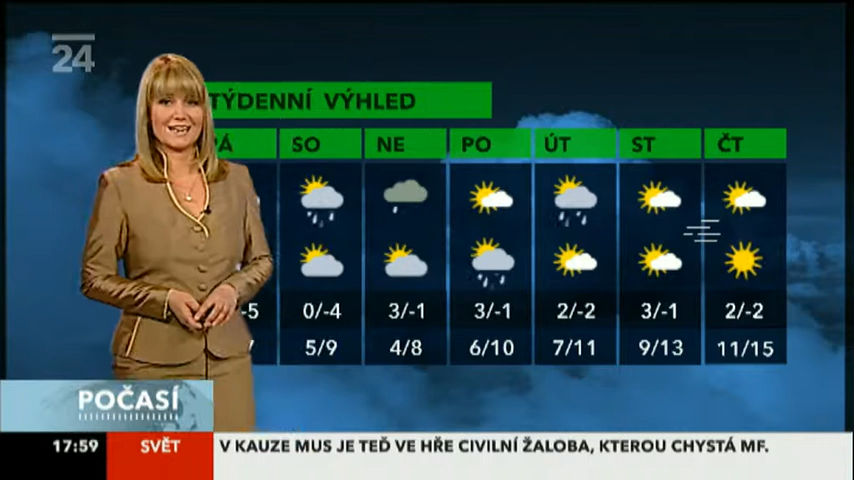 24
TÝDENNÍ VÝHLED
SO NE PO ÚT ST ČT
-5 0/-4 3/-1 3/-1 2/-2 3/-1 2/-2
5/9 4/8 6/10 7/11 9/13 11/15
POČASÍ
17:59 SVĚT V KAUZE MUS JE TEĎ VE HŘE CIVILNÍ ŽALOBA, KTEROU CHYSTÁ MF.